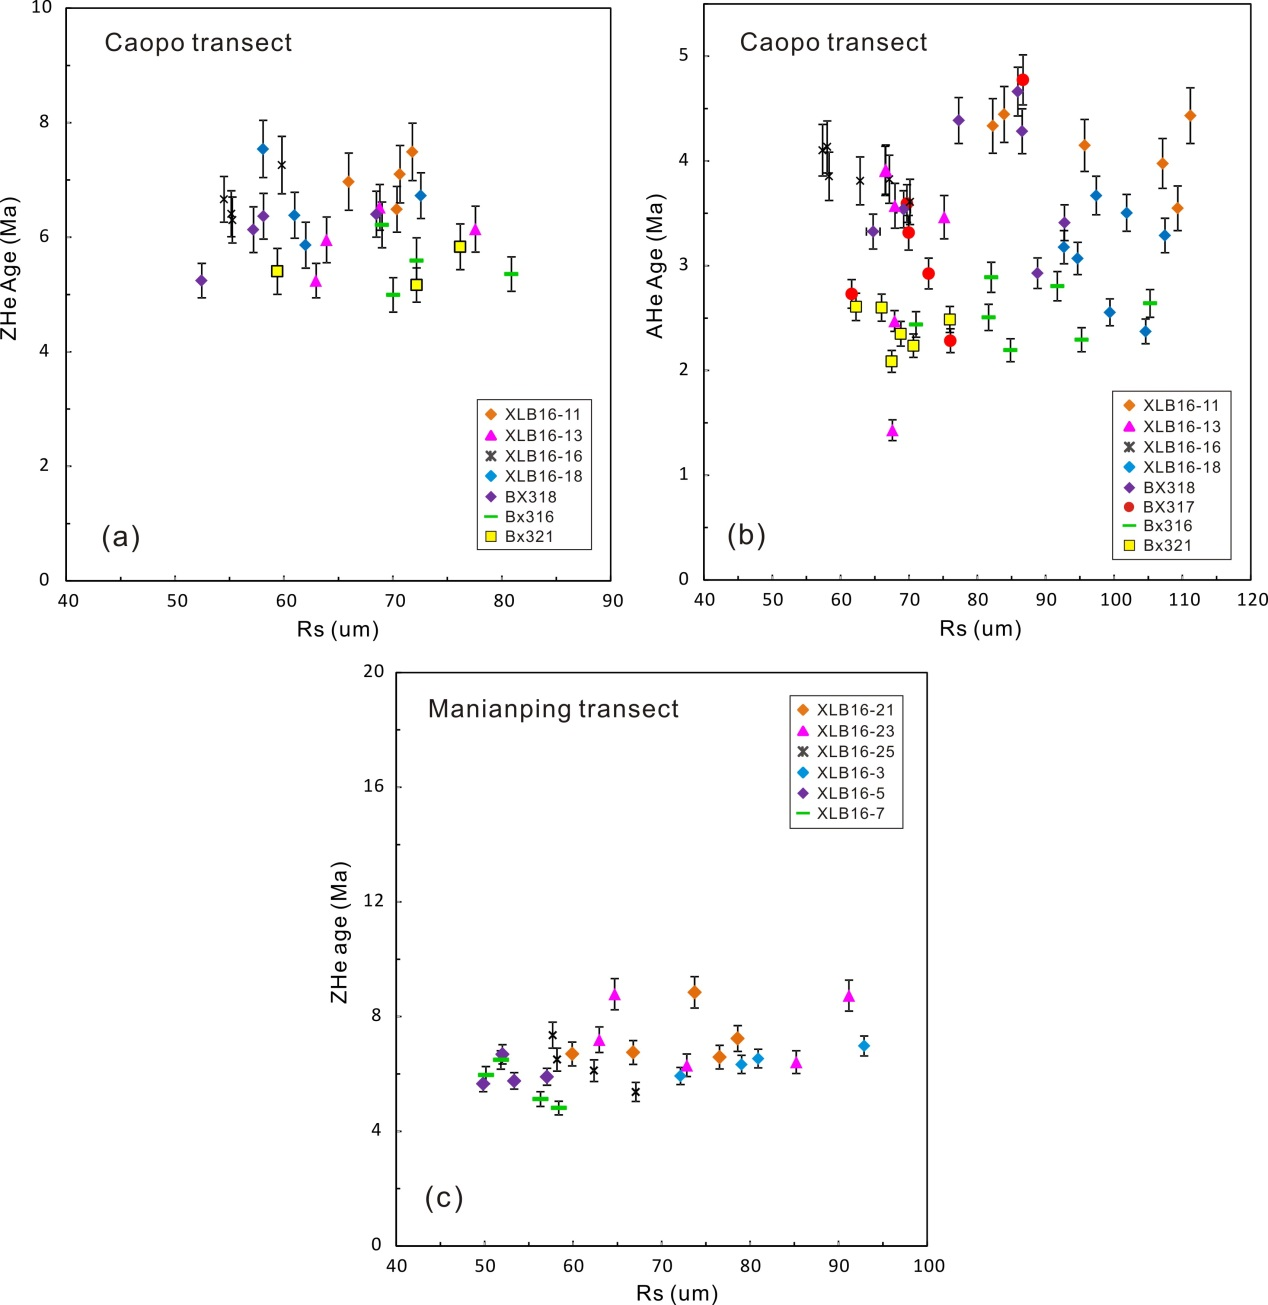 Caopo transect
ZHe Age (Ma)
10
8
6
4
2
0
XLB16-11
XLB16-13
XLB16-16
XLB16-18
BX318
Bx316
Bx321
(a)
40 50 60 70 80 90
Rs (um)
Caopo transect
AHe Age (Ma)
5
4
3
2
1
0
XLB16-11
XLB16-13
XLB16-16
XLB16-18
BX318
BX317
Bx316
Bx321
(b)
40 50 60 70 80 90 100 110 120
Rs (um)
Manianping transect
ZHe age (Ma)
20
16
12
8
4
0
XLB16-21
XLB16-23
XLB16-25
XLB16-3
XLB16-5
XLB16-7
(c)
40 50 60 70 80 90 100
Rs (um)